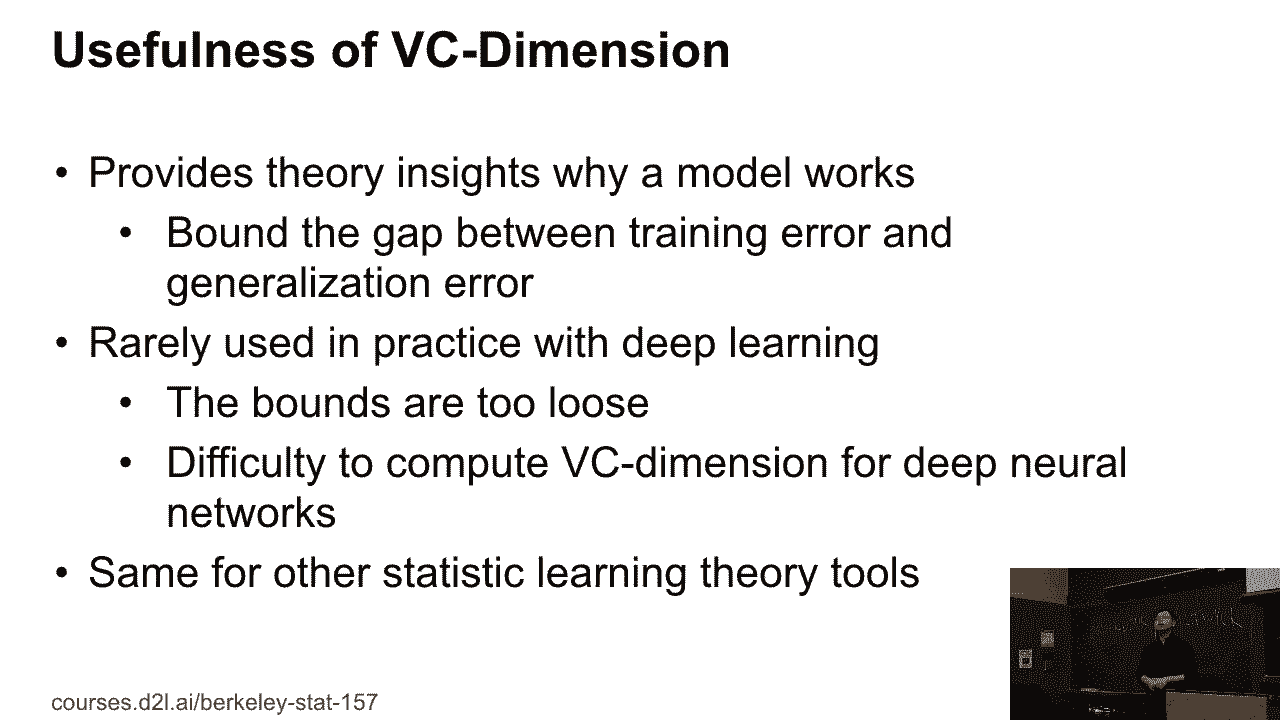 Usefulness of VC-Dimension
• Provides theory insights why a model works
• Bound the gap between training error and
generalization error
• Rarely used in practice with deep learning
• The bounds are too loose
• Difficulty to compute VC-dimension for deep neural
networks
• Same for other statistic learning theory tools
courses.d2l.ai/berkeley-stat-157